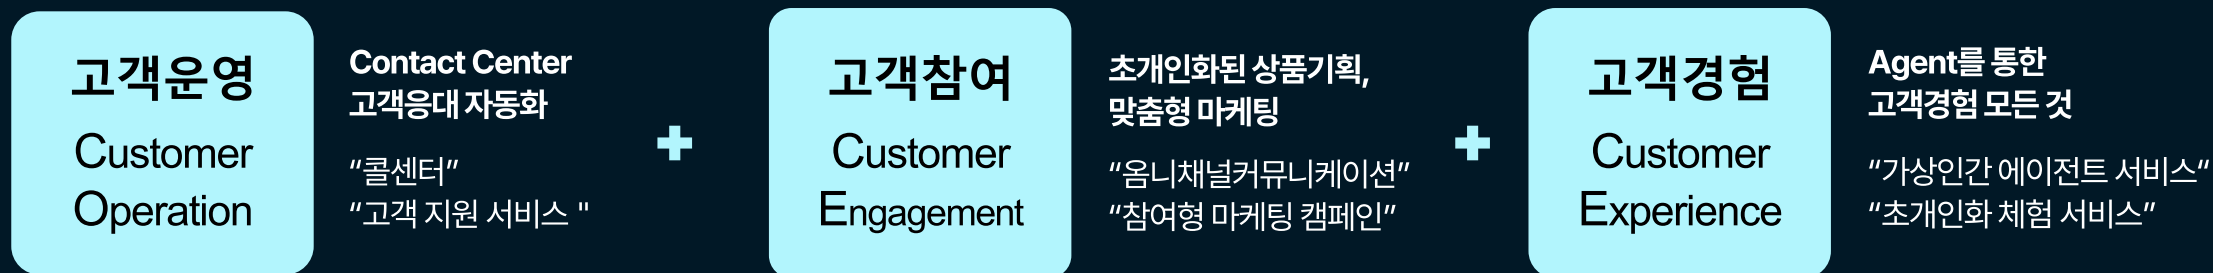 고객운영
Customer
Operation
Contact Center
고객응대 자동화
“콜센터”
“고객 지원 서비스 "
+
고객참여
Customer
Engagement
초개인화된 상품기획,
맞춤형 마케팅
“옴니채널커뮤니케이션”
“참여형 마케팅 캠페인”
+
고객경험
Customer
Experience
Agent를 통한
고객경험 모든 것
“가상인간 에이전트 서비스“
“초개인화 체험 서비스”